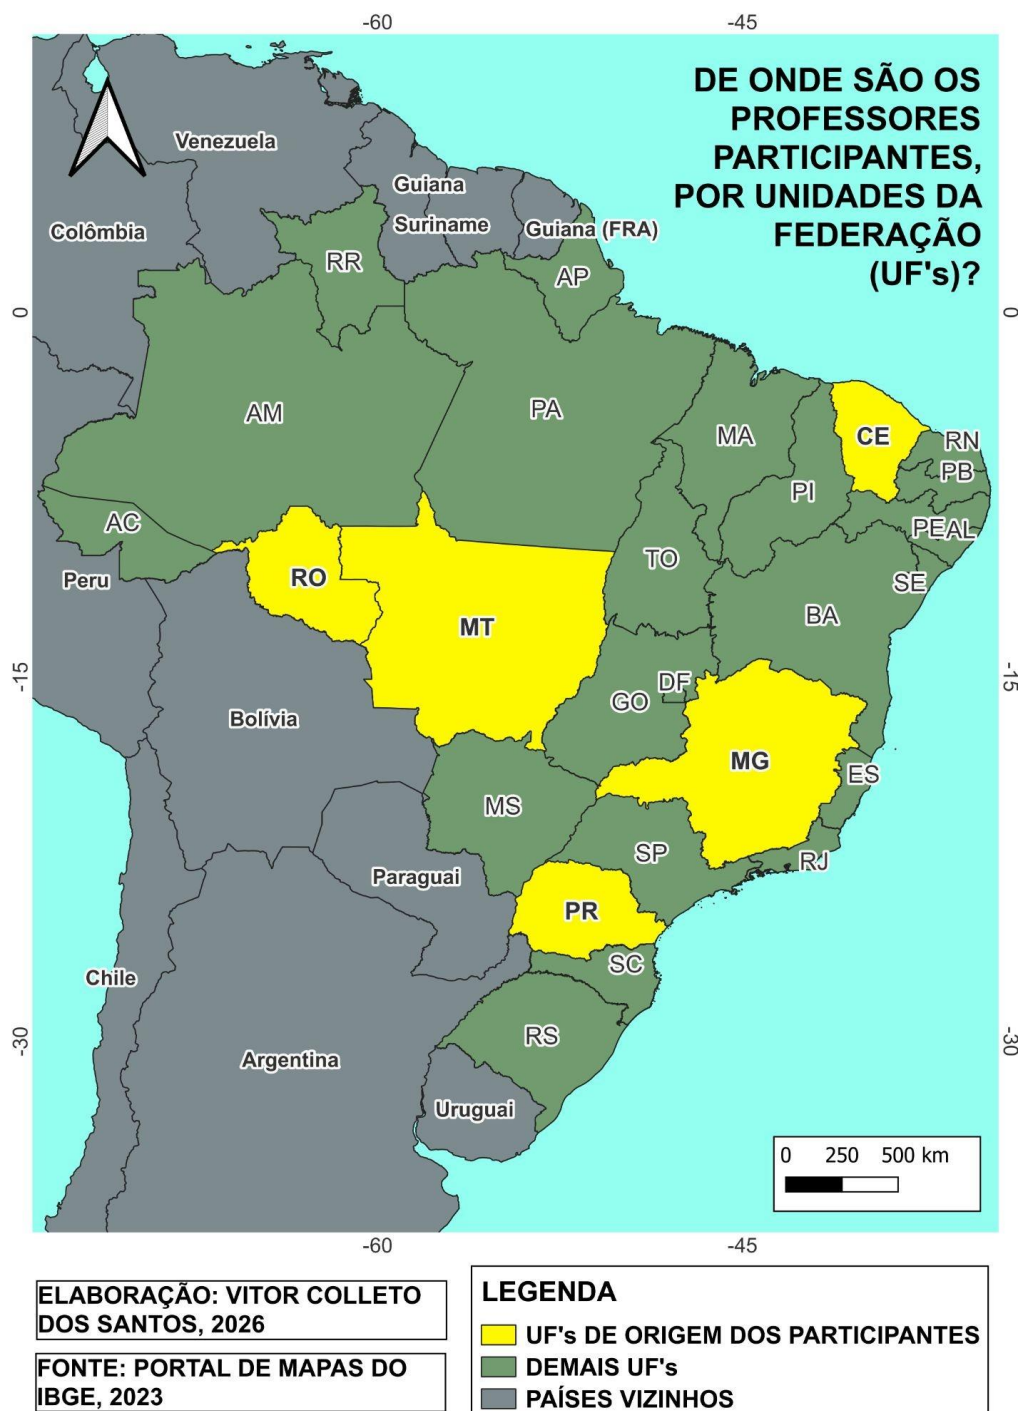 -60
-45
DE ONDE SÃO OS
PROFESSORES
PARTICIPANTES,
POR UNIDADES DA
FEDERAÇÃO
(UF's)?
Venezuela
Guiana
Suriname
Guiana (FRA)
Colômbia
RR
AP
0
0
AM
PA
MA
CE
RN
PB
PI
AC
PE
AL
TO
SE
Peru
RO
BA
MT
-15
-15
DF
GO
Bolívia
MG
ES
MS
SP
RJ
Paraguai
PR
SC
Chile
RS
-30
-30
Argentina
Uruguai
0 250 500 km
-60
-45
ELABORAÇÃO: VITOR COLLETO
DOS SANTOS, 2026
FONTE: PORTAL DE MAPAS DO
IBGE, 2023
LEGENDA
UF's DE ORIGEM DOS PARTICIPANTES
DEMAIS UF's
PAÍSES VIZINHOS